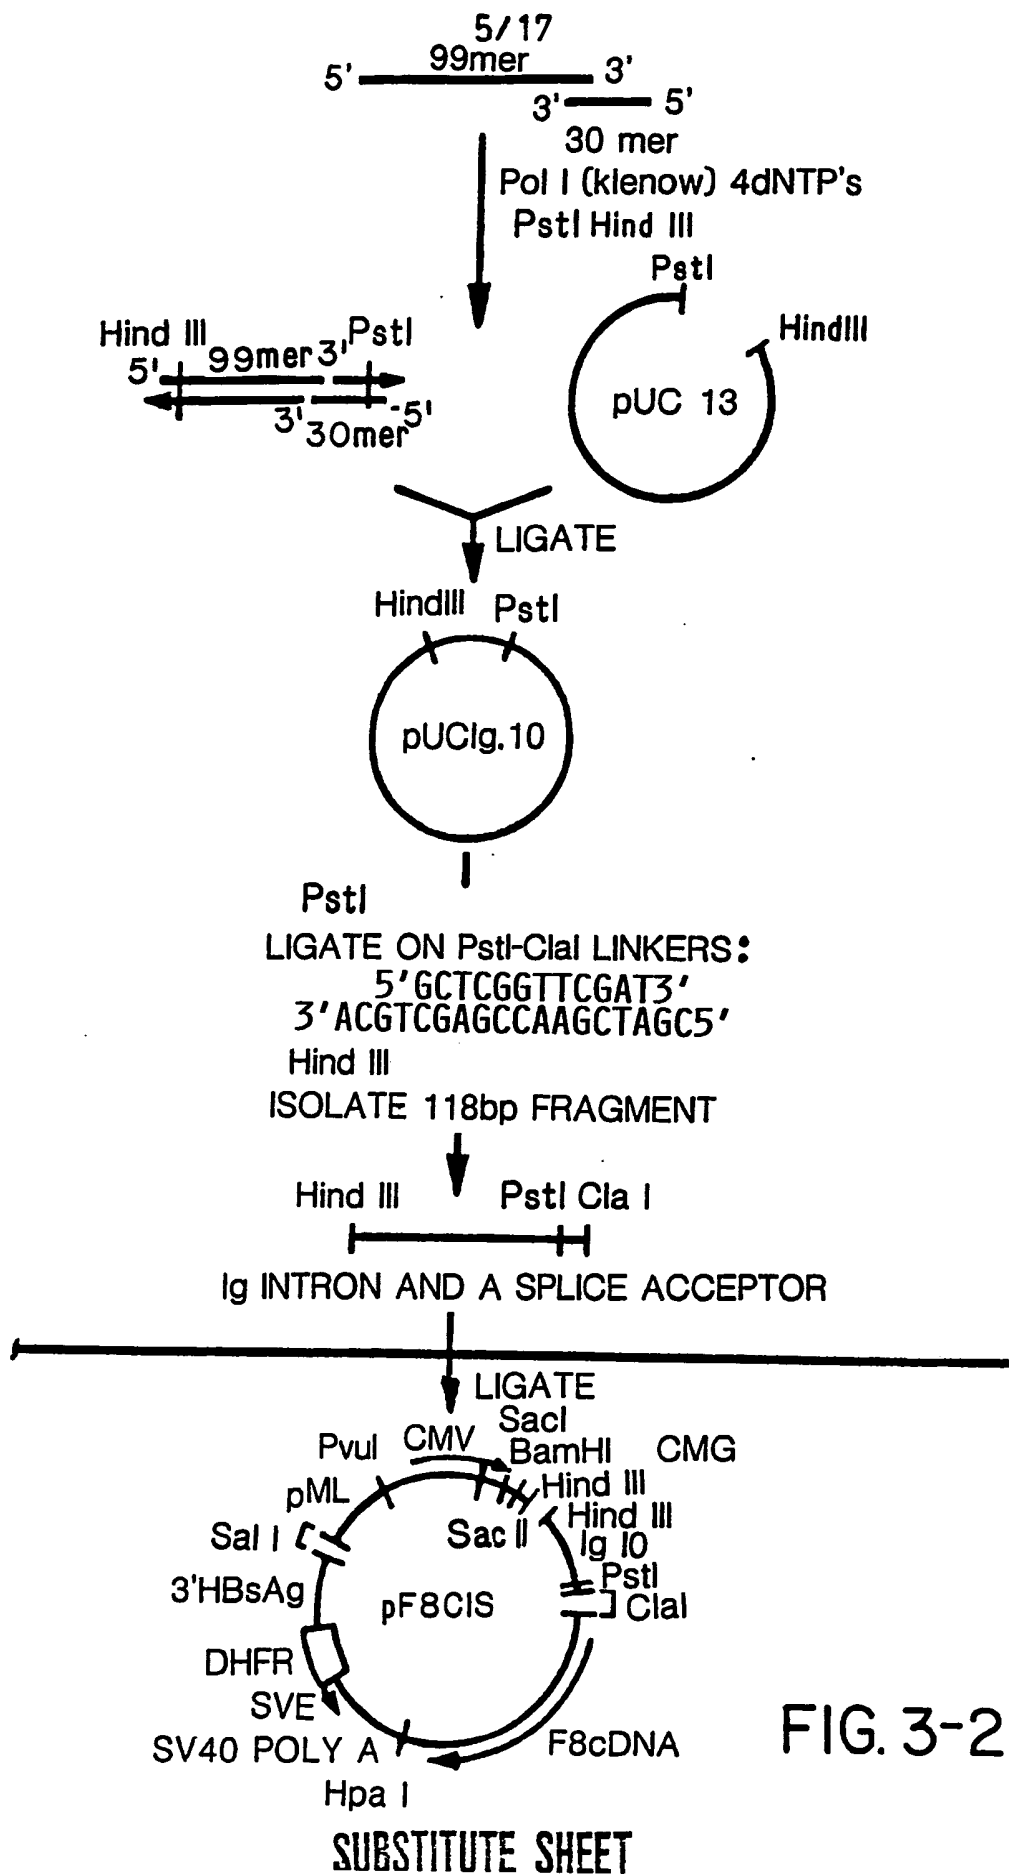 5/17
99mer
5' 3'
3' 5'
30 mer
Pol I (klenow) 4dNTP's
PstI Hind III
PstI
HindIII
pUC 13
Hind III PstI
5' 99mer 3'
3' 30mer -5'
LIGATE
HindIII PstI
pUCIg.10
PstI
LIGATE ON PstI-ClaI LINKERS:
5'GCTCGGTTCGAT3'
3'ACGTCGAGCCAAGCTAGC5'
Hind III
ISOLATE 118bp FRAGMENT
Hind III PstI Cla I
Ig INTRON AND A SPLICE ACCEPTOR
LIGATE
SacI
PvuI CMV BamHI CMG
pML Hind III
Sal I Sac II Hind III
Ig 10
3'HBsAg pF8CIS PstI
ClaI
DHFR
SVE
SV40 POLY A F8cDNA
Hpa I
FIG. 3-2
SUBSTITUTE SHEET